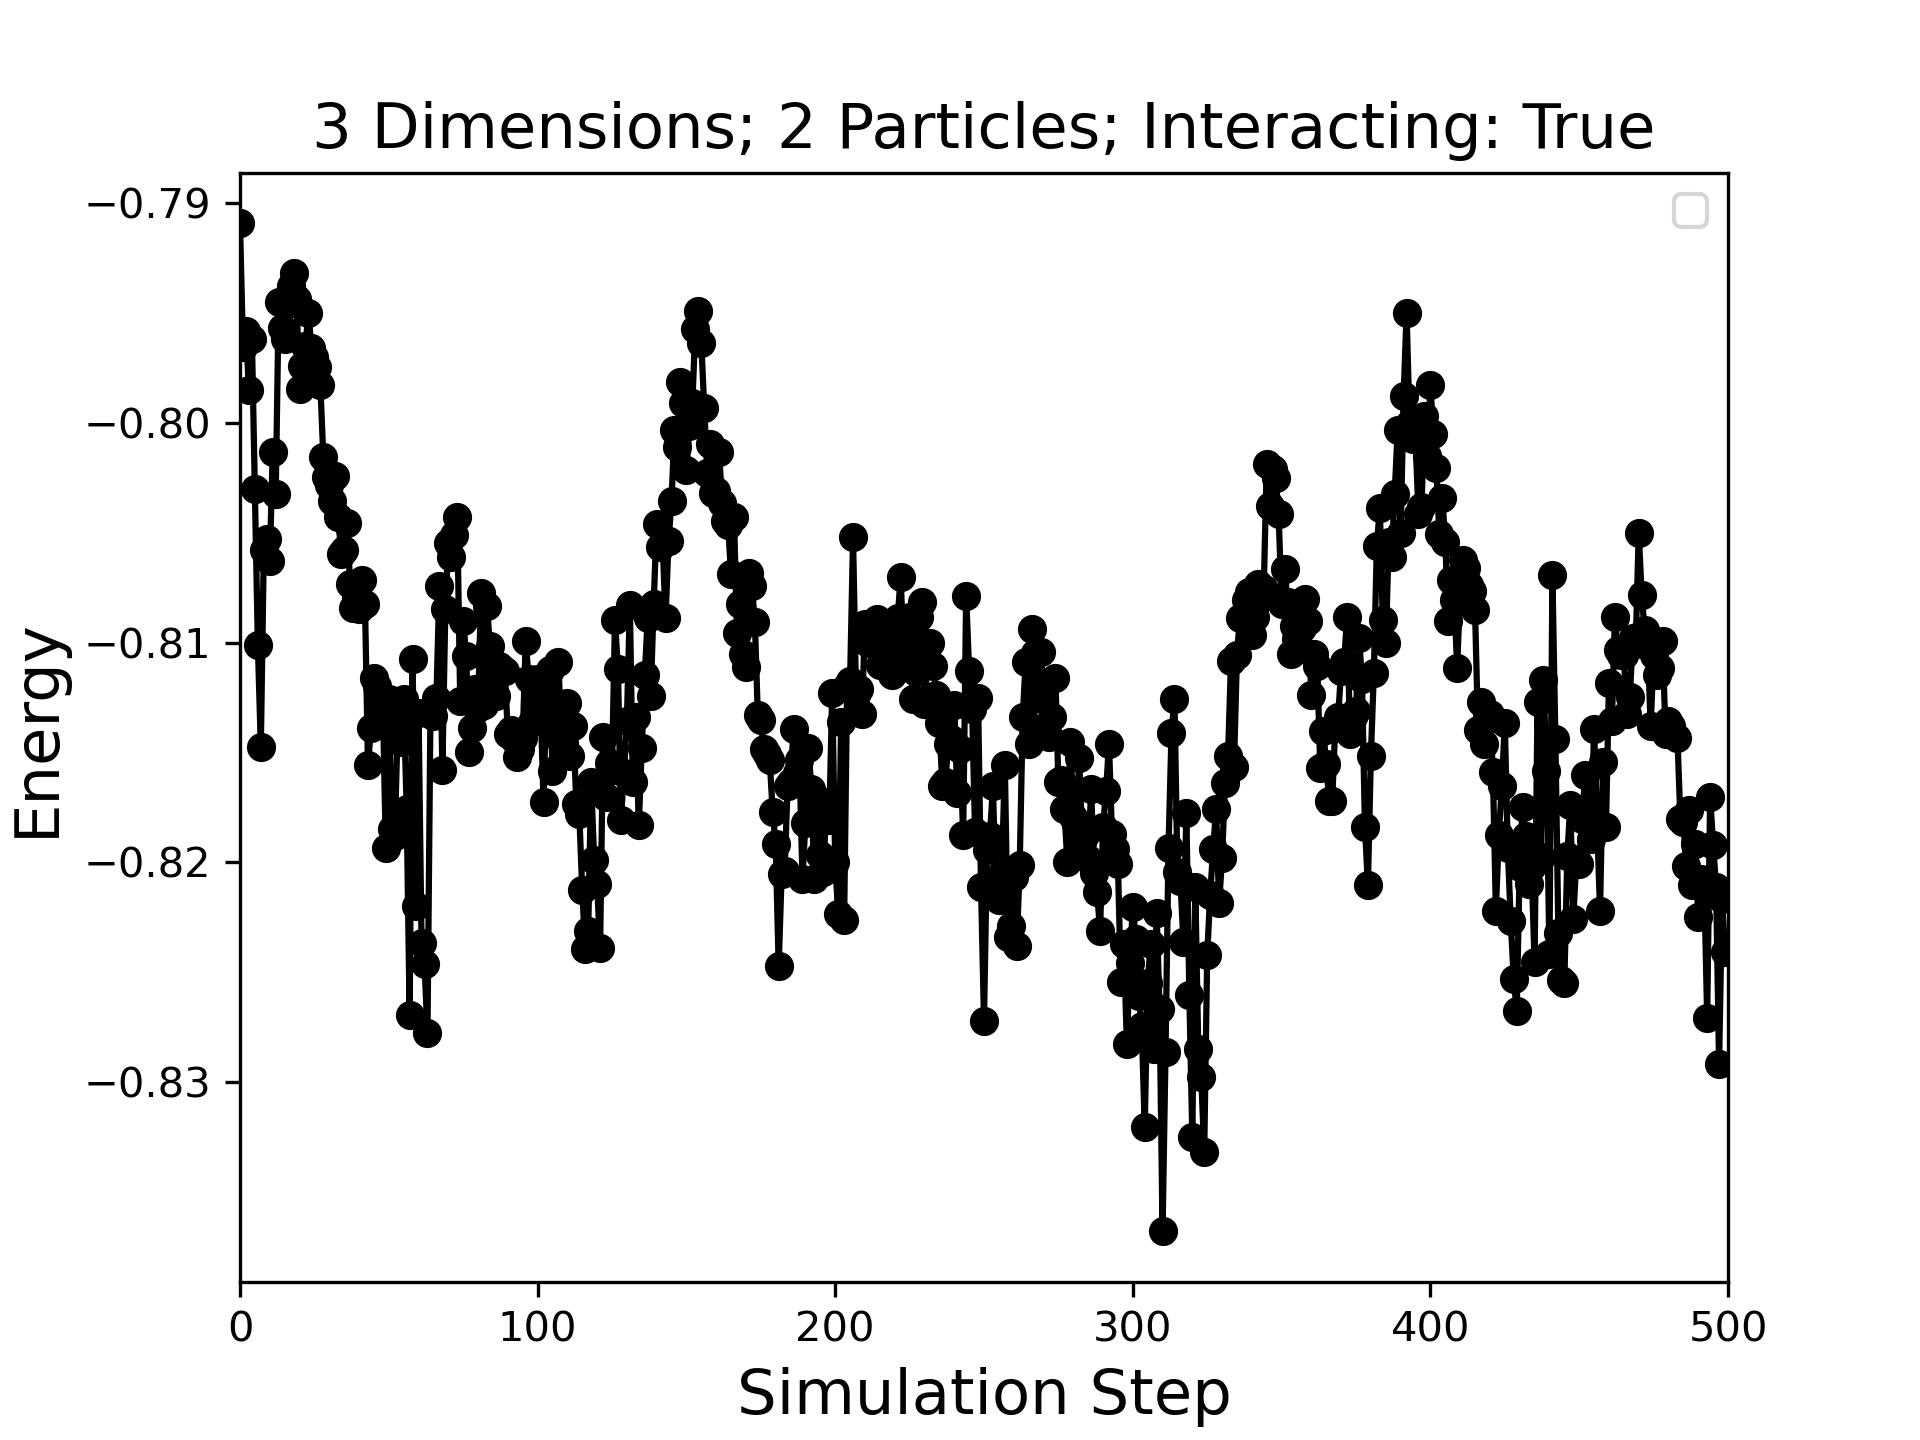 3 Dimensions; 2 Particles; Interacting: True
−0.79
−0.80
−0.81
−0.82
−0.83
Energy
0 100 200 300 400 500
Simulation Step